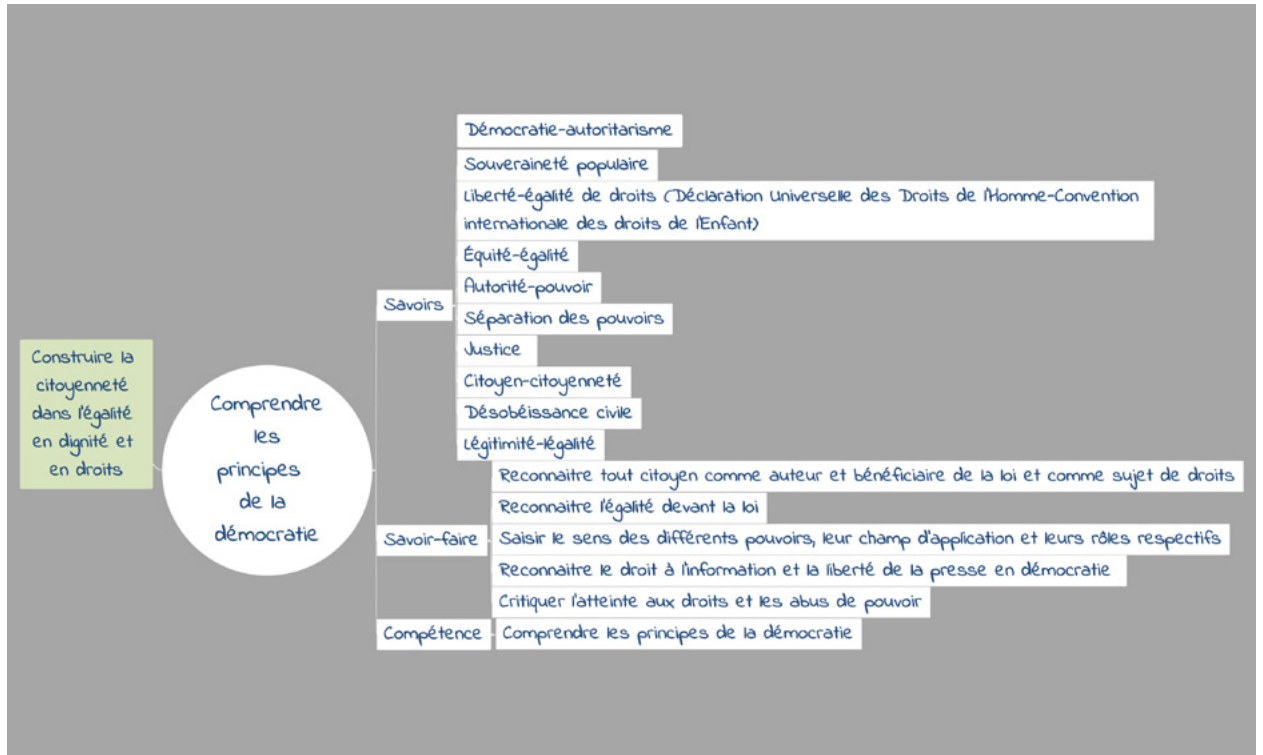 Construire la
citoyenneté
dans l'égalité
en dignité et
en droits
Comprendre
les
principes
de la
démocratie
Savoirs
Démocratie-autoritarisme
Souveraineté populaire
Liberté-égalité de droits (Déclaration Universelle des Droits de l'Homme-Convention
internationale des droits de l'Enfant)
Équité-égalité
Autorité-pouvoir
Séparation des pouvoirs
Justice
Citoyen-citoyenneté
Désobéissance civile
Légitimité-légalité
Savoir-faire
Reconnaitre tout citoyen comme auteur et bénéficiaire de la loi et comme sujet de droits
Reconnaitre l'égalité devant la loi
Saisir le sens des différents pouvoirs, leur champ d'application et leurs rôles respectifs
Reconnaitre le droit à l'information et la liberté de la presse en démocratie
Critiquer l'atteinte aux droits et les abus de pouvoir
Compétence
Comprendre les principes de la démocratie